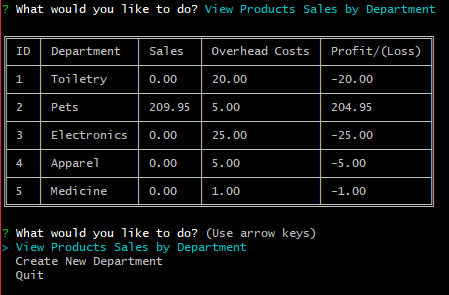 ? What would you like to do? View Products Sales by Department
ID Department Sales Overhead Costs Profit/(Loss)
1 Toiletry 0.00 20.00 -20.00
2 Pets 209.95 5.00 204.95
3 Electronics 0.00 25.00 -25.00
4 Apparel 0.00 5.00 -5.00
5 Medicine 0.00 1.00 -1.00
? What would you like to do? (Use arrow keys)
> View Products Sales by Department
Create New Department
Quit